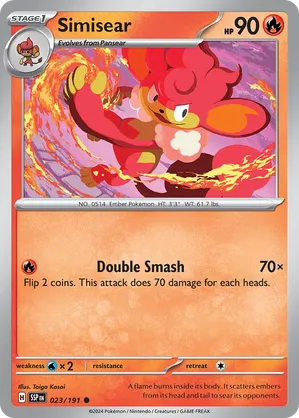 STAGE 1
Simisear
HP 90
Evolves from Pansear
NO. 0514 Ember Pokémon HT: 3'3" WT: 61.7 lbs.
Double Smash 70×
Flip 2 coins. This attack does 70 damage for each heads.
weakness ×2 resistance retreat
Illus. Taiga Kasai
H SSP EN 023/191
A flame burns inside its body. It scatters embers
from its head and tail to sear its opponents.
©2024 Pokémon / Nintendo / Creatures / GAME FREAK